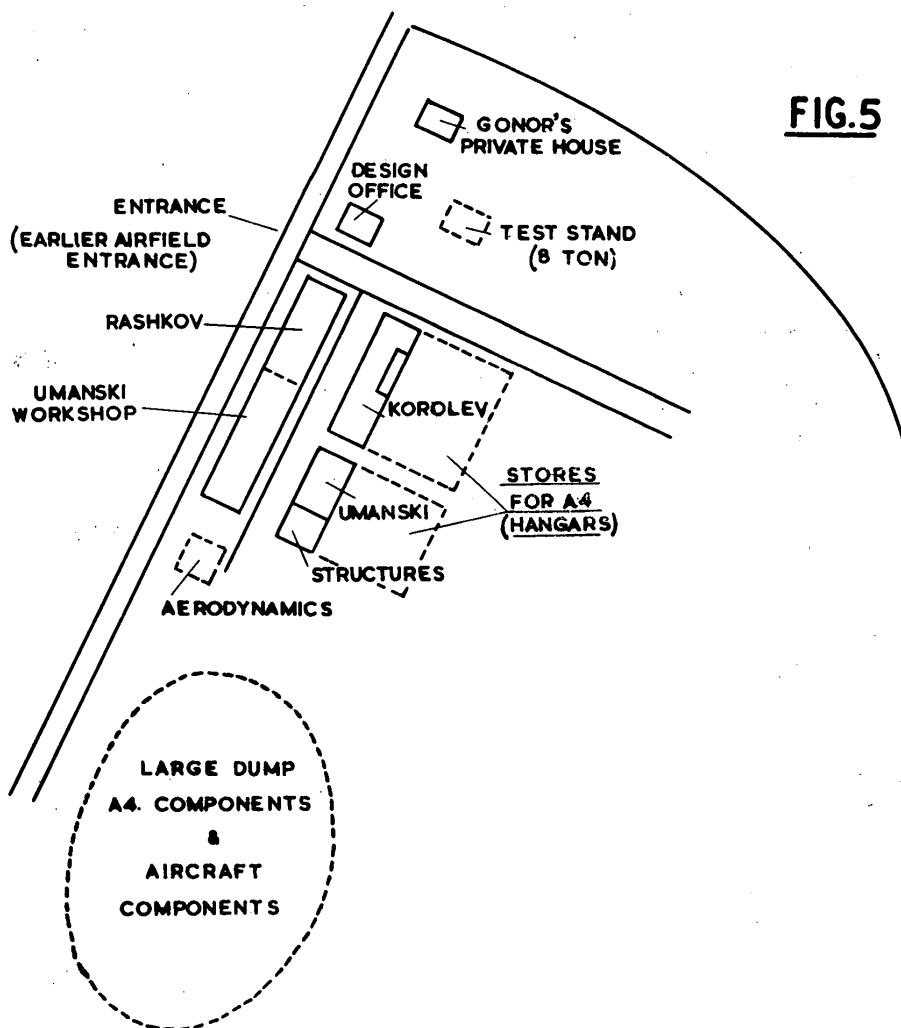 FIG.5
GONOR'S
PRIVATE HOUSE
DESIGN
OFFICE
ENTRANCE
(EARLIER AIRFIELD
ENTRANCE)
TEST STAND
(8 TON)
RASHKOV
UMANSKI
WORKSHOP
KOROLEV
STORES
FOR A4
(HANGARS)
UMANSKI
STRUCTURES
AERODYNAMICS
LARGE DUMP
A4. COMPONENTS
&
AIRCRAFT
COMPONENTS